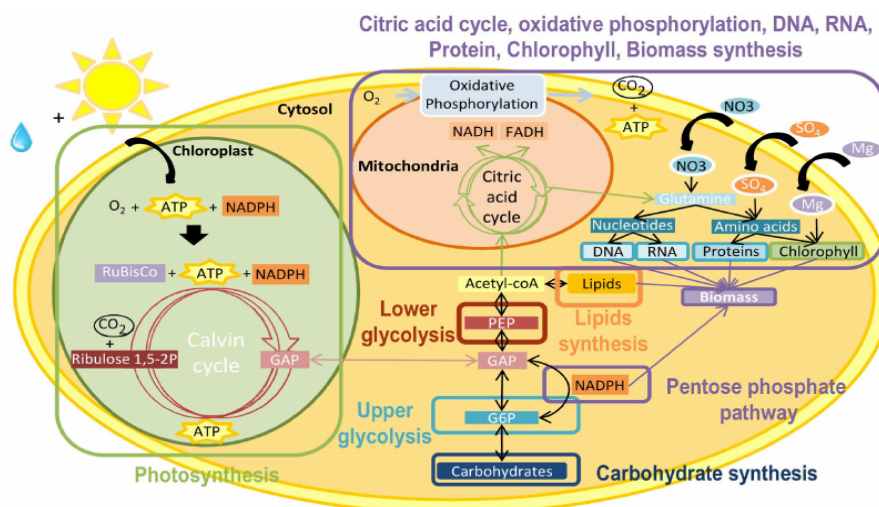 Citric acid cycle, oxidative phosphorylation, DNA, RNA,
Protein, Chlorophyll, Biomass synthesis
+
Cytosol
O2
Oxidative
Phosphorylation
CO2
+
ATP
NO3
SO4
Mg
Chloroplast
Mitochondria
NADH FADH
Citric
acid
cycle
NO3
SO4
Mg
Glutamine
O2 + ATP + NADPH
Nucleotides
Amino acids
DNA
RNA
Proteins
Chlorophyll
RuBisCo + ATP + NADPH
Acetyl-coA
Lipids
Biomass
CO2
+
Ribulose 1,5-2P
Calvin
cycle
GAP
Lower
glycolysis
PEP
Lipids
synthesis
GAP
NADPH
Pentose phosphate
pathway
Upper
glycolysis
G6P
ATP
Photosynthesis
Carbohydrates
Carbohydrate synthesis